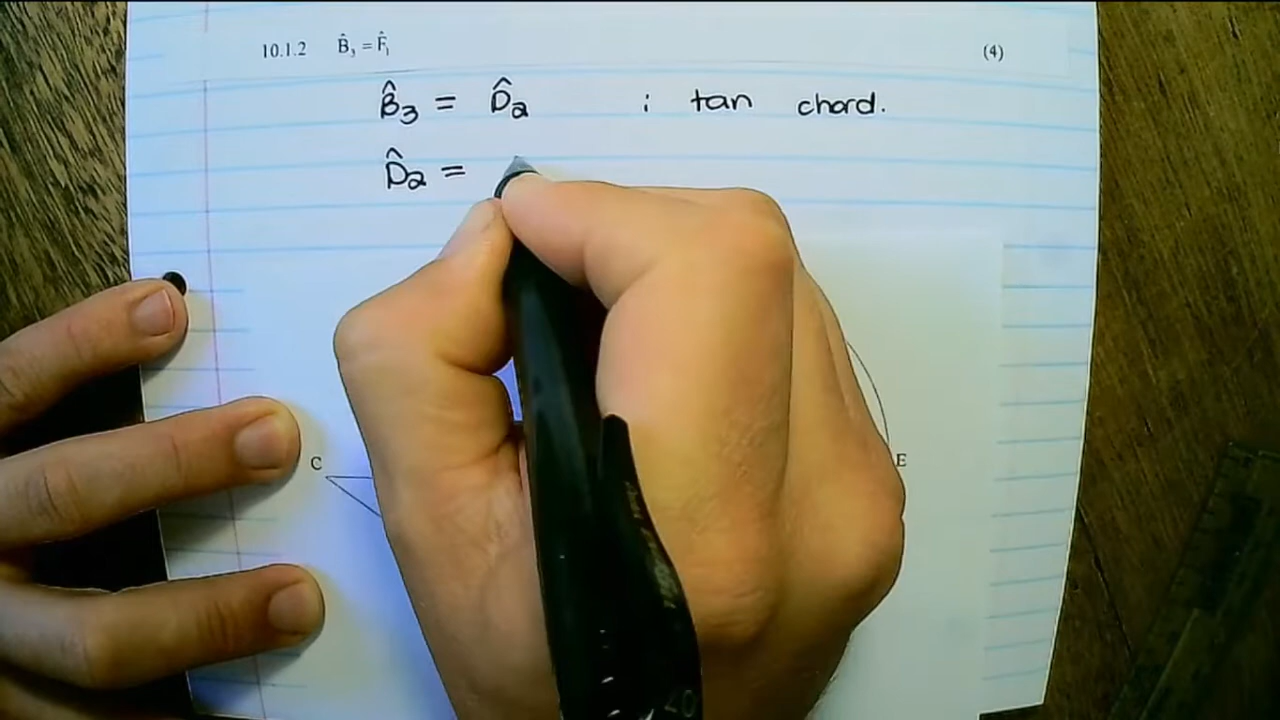 10.1.2 B̂₃ = F̂₁ (4)
B̂₃ = D̂₂ ; tan chord.
D̂₂ =
C
E